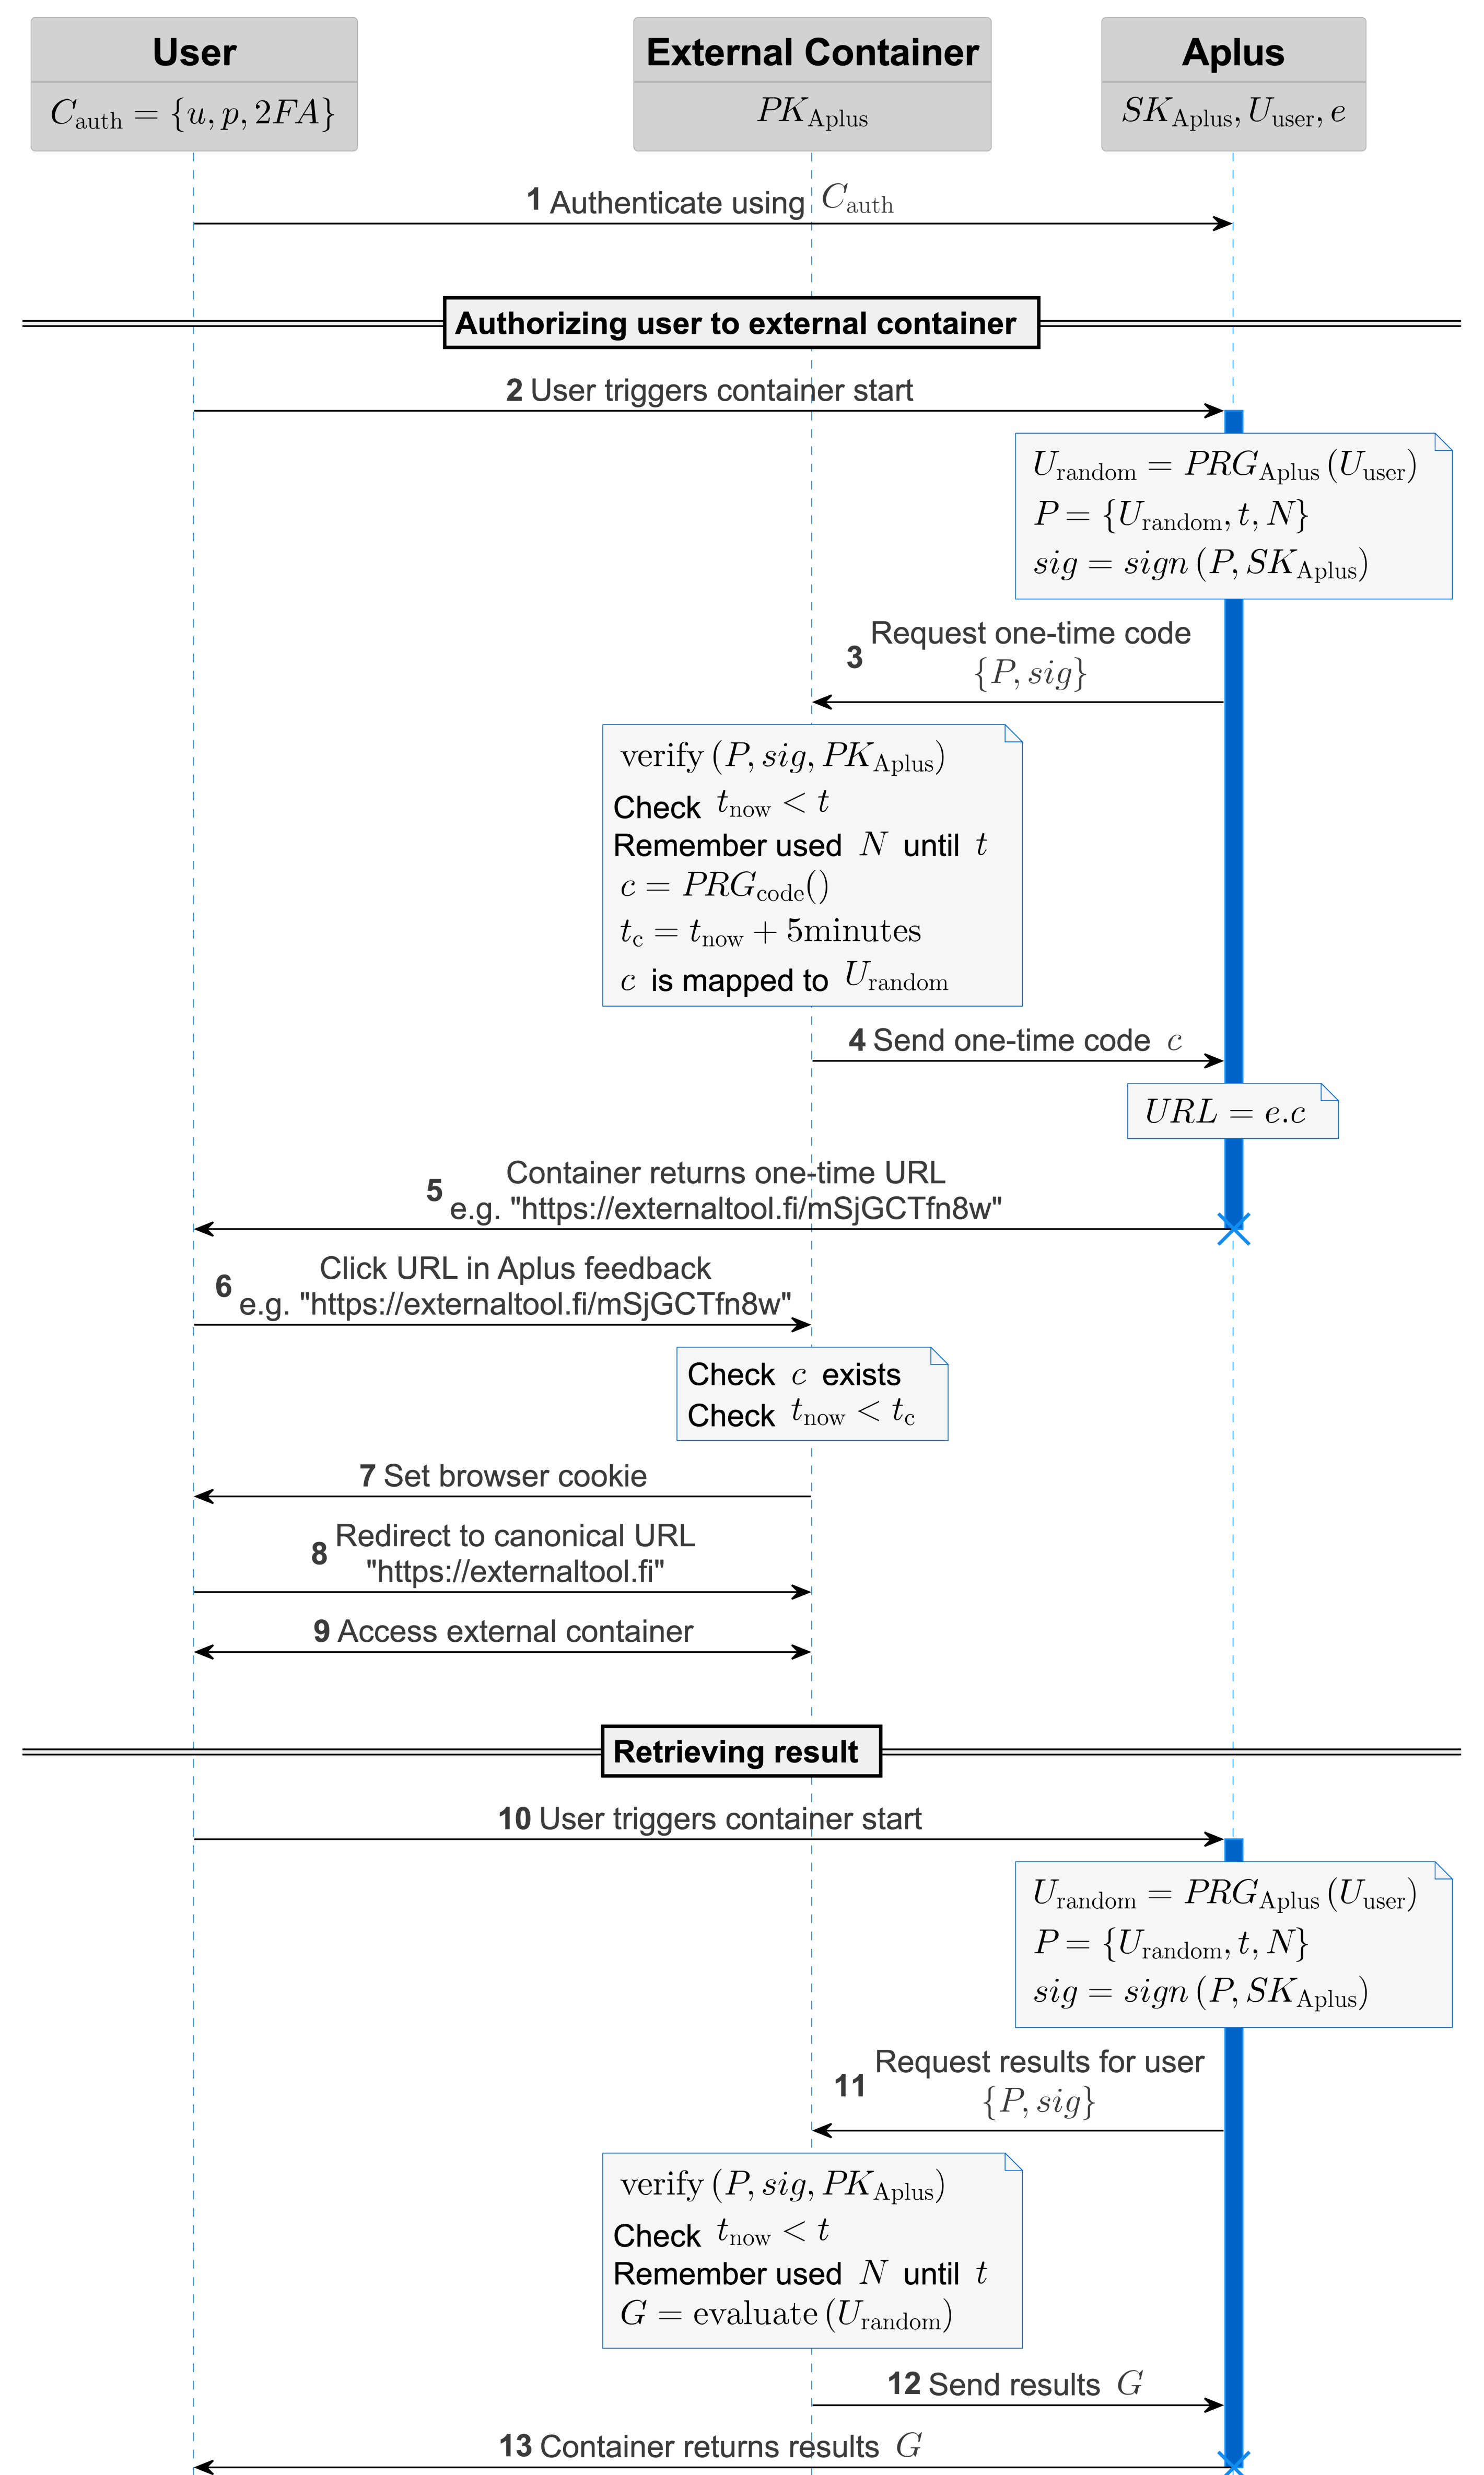 User
C_auth = {u, p, 2FA}
External Container
PK_Aplus
Aplus
SK_Aplus, U_user, e
1 Authenticate using C_auth
Authorizing user to external container
2 User triggers container start
U_random = PRG_Aplus (U_user)
P = {U_random, t, N}
sig = sign (P, SK_Aplus)
3 Request one-time code
{P, sig}
verify (P, sig, PK_Aplus)
Check t_now < t
Remember used N until t
c = PRG_code()
t_c = t_now + 5minutes
c is mapped to U_random
4 Send one-time code c
URL = e.c
5 Container returns one-time URL
e.g. "https://externaltool.fi/mSjGCTfn8w"
6 Click URL in Aplus feedback
e.g. "https://externaltool.fi/mSjGCTfn8w"
Check c exists
Check t_now < t_c
7 Set browser cookie
8 Redirect to canonical URL
"https://externaltool.fi"
9 Access external container
Retrieving result
10 User triggers container start
U_random = PRG_Aplus (U_user)
P = {U_random, t, N}
sig = sign (P, SK_Aplus)
11 Request results for user
{P, sig}
verify (P, sig, PK_Aplus)
Check t_now < t
Remember used N until t
G = evaluate (U_random)
12 Send results G
13 Container returns results G